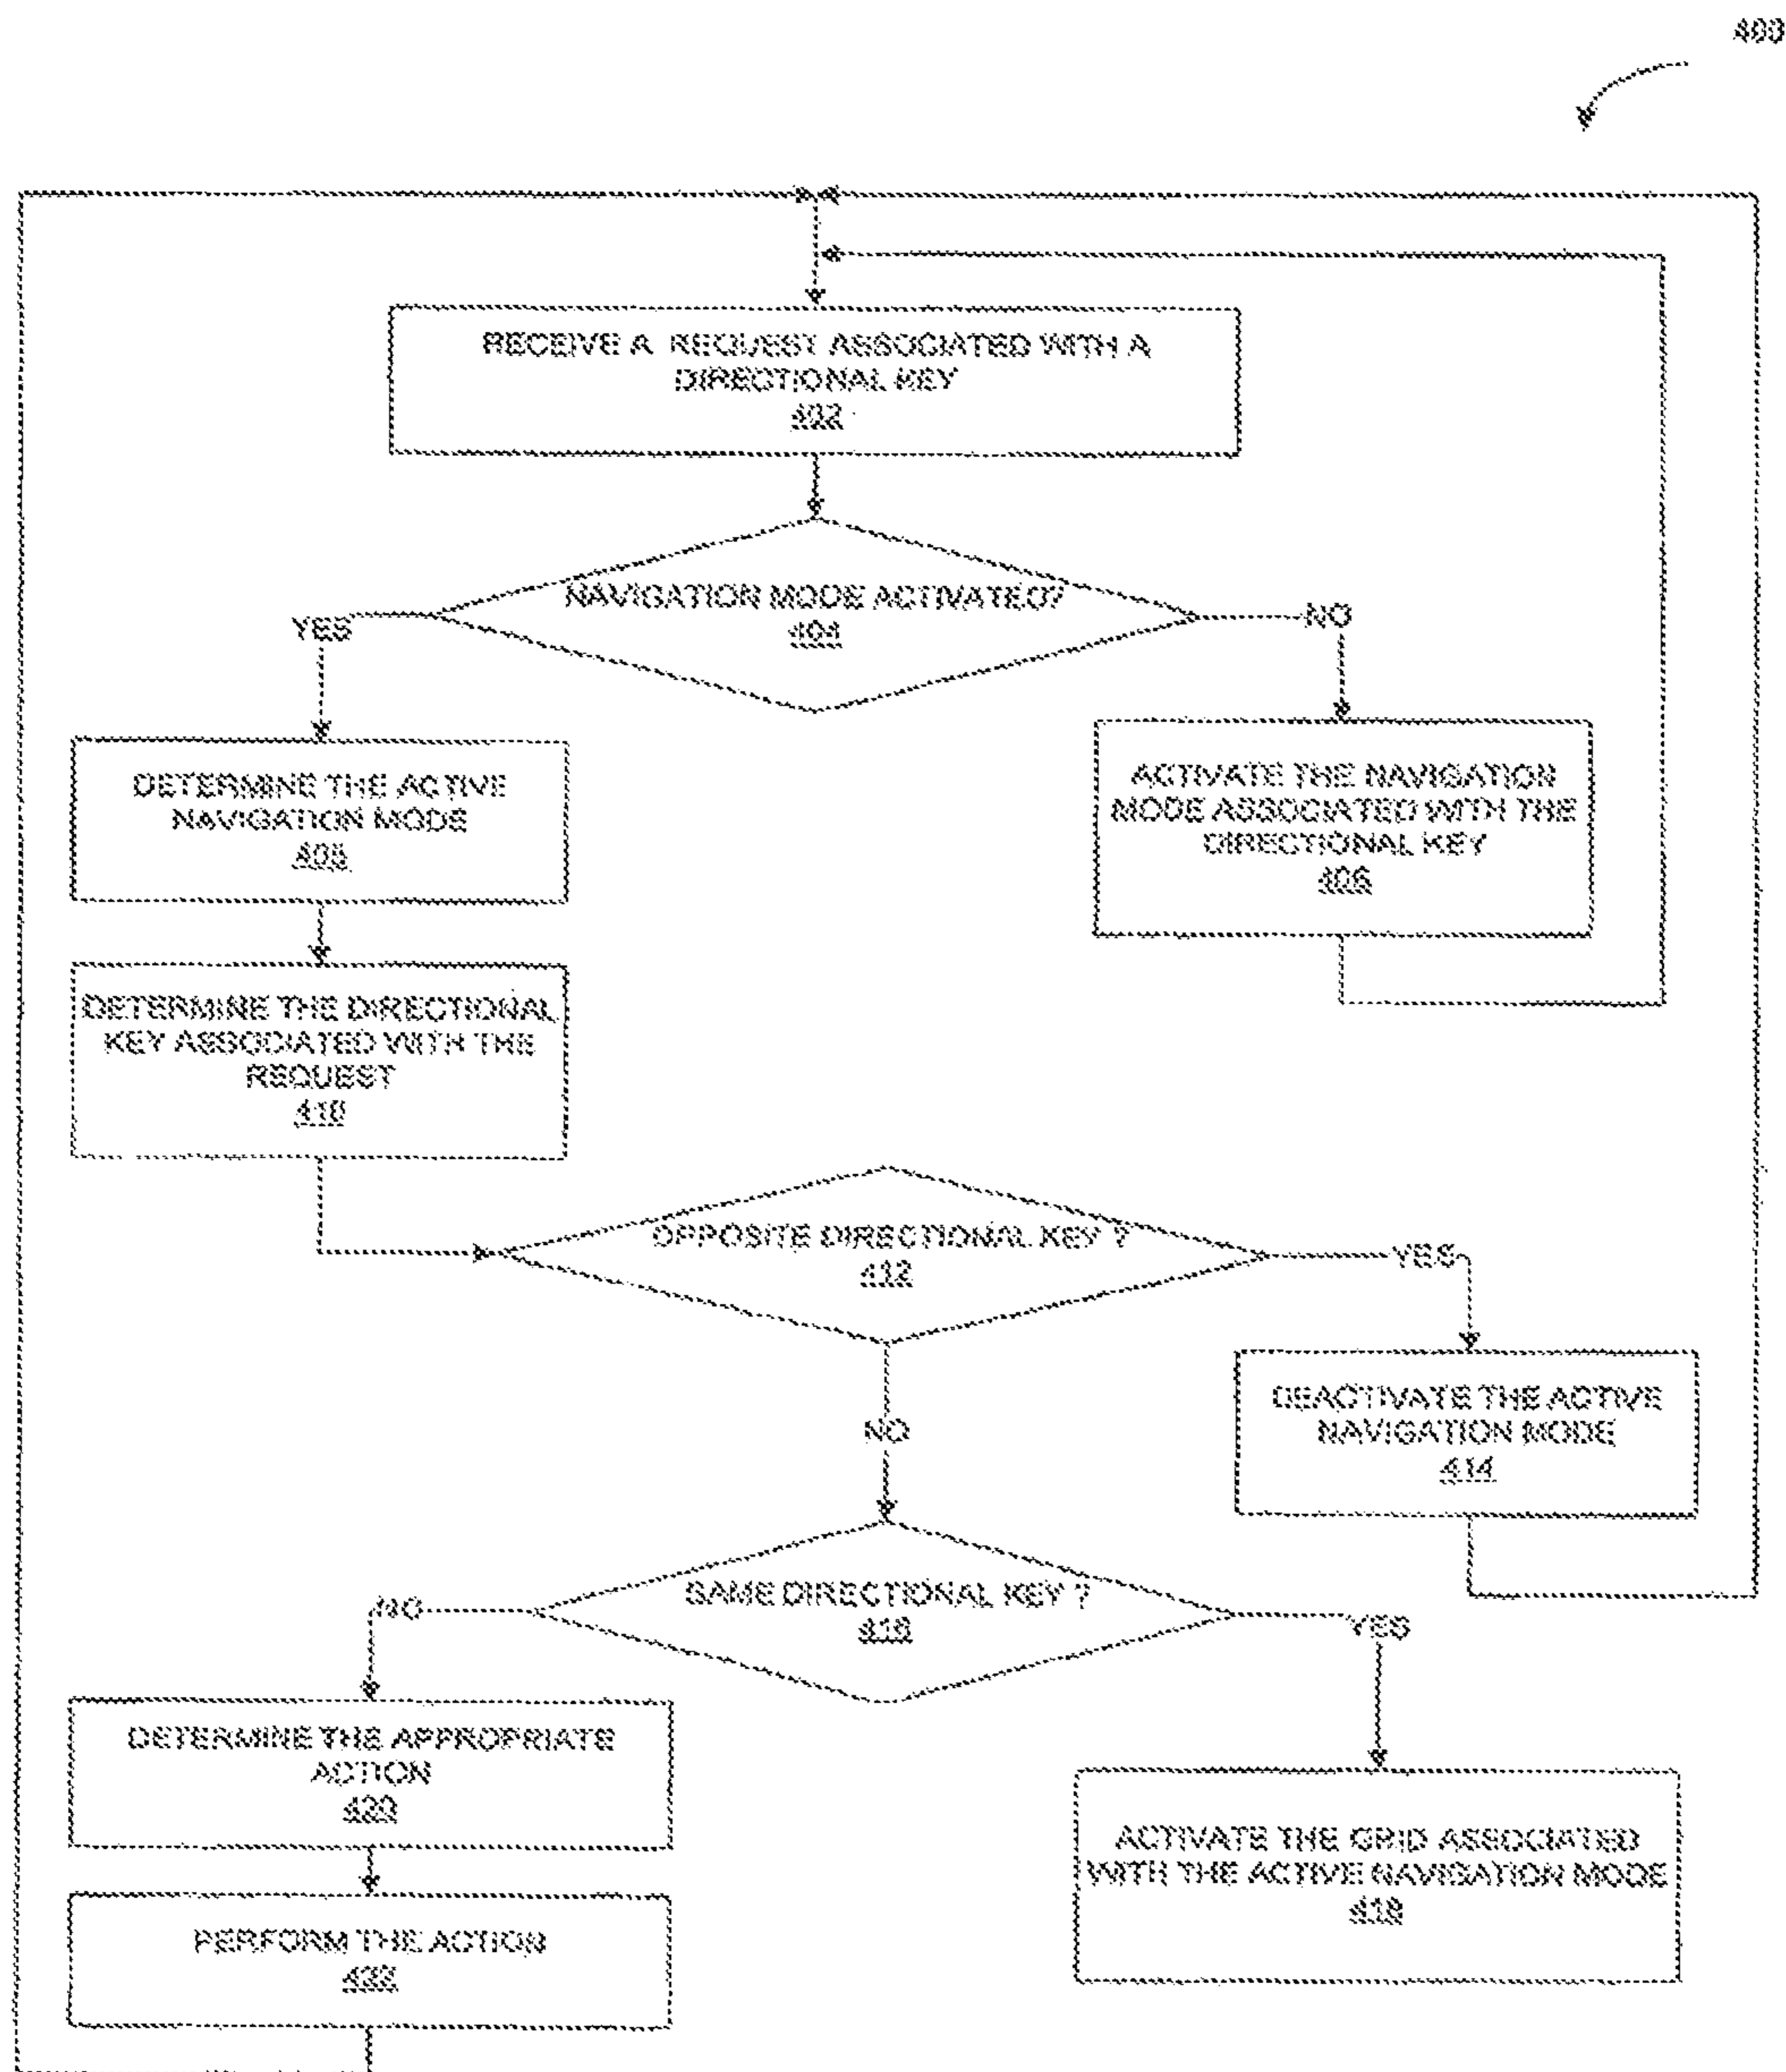 400
RECEIVE A REQUEST ASSOCIATED WITH A
DIRECTIONAL KEY
402
NAVIGATION MODE ACTIVATED?
404
YES
NO
DETERMINE THE ACTIVE
NAVIGATION MODE
ACTIVATE THE NAVIGATION
MODE ASSOCIATED WITH THE
DIRECTIONAL KEY
406
DETERMINE THE DIRECTIONAL
KEY ASSOCIATED WITH THE
REQUEST
410
OPPOSITE DIRECTIONAL KEY ?
412
YES
NO
DEACTIVATE THE ACTIVE
NAVIGATION MODE
414
SAME DIRECTIONAL KEY ?
416
NO
YES
DETERMINE THE APPROPRIATE
ACTION
420
ACTIVATE THE GRID ASSOCIATED
WITH THE ACTIVE NAVIGATION MODE
418
PERFORM THE ACTION
422